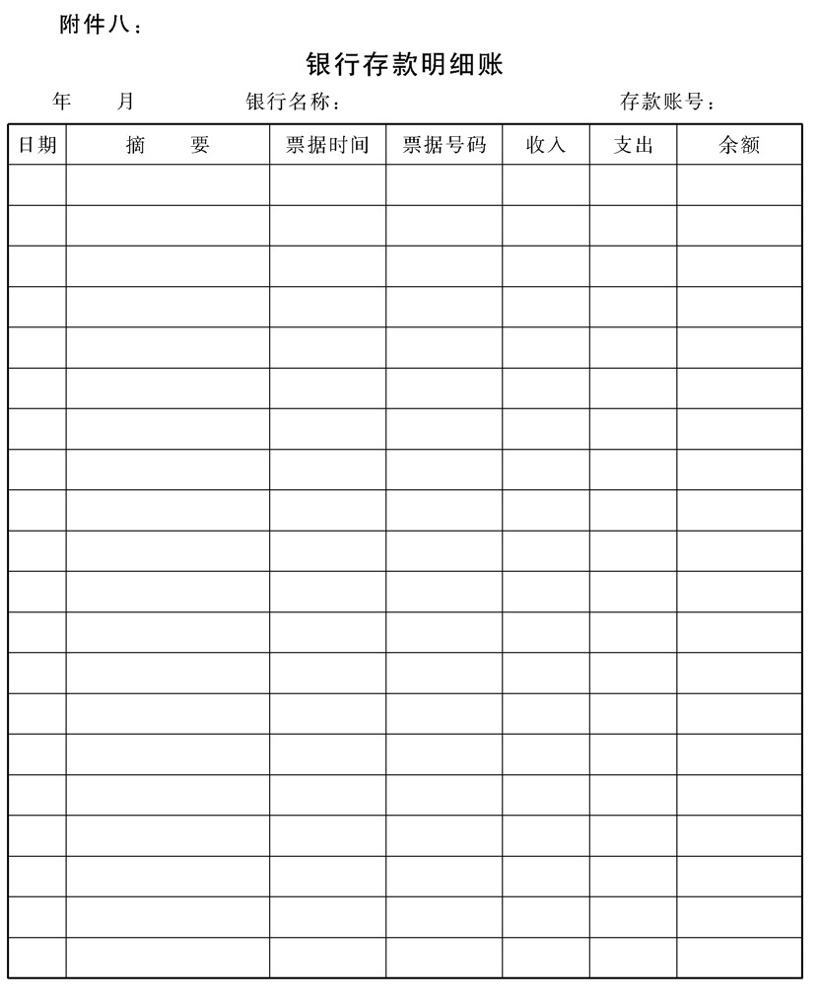 附件八：
银行存款明细账
年 月 银行名称： 存款账号：
日期 摘 要 票据时间 票据号码 收入 支出 余额